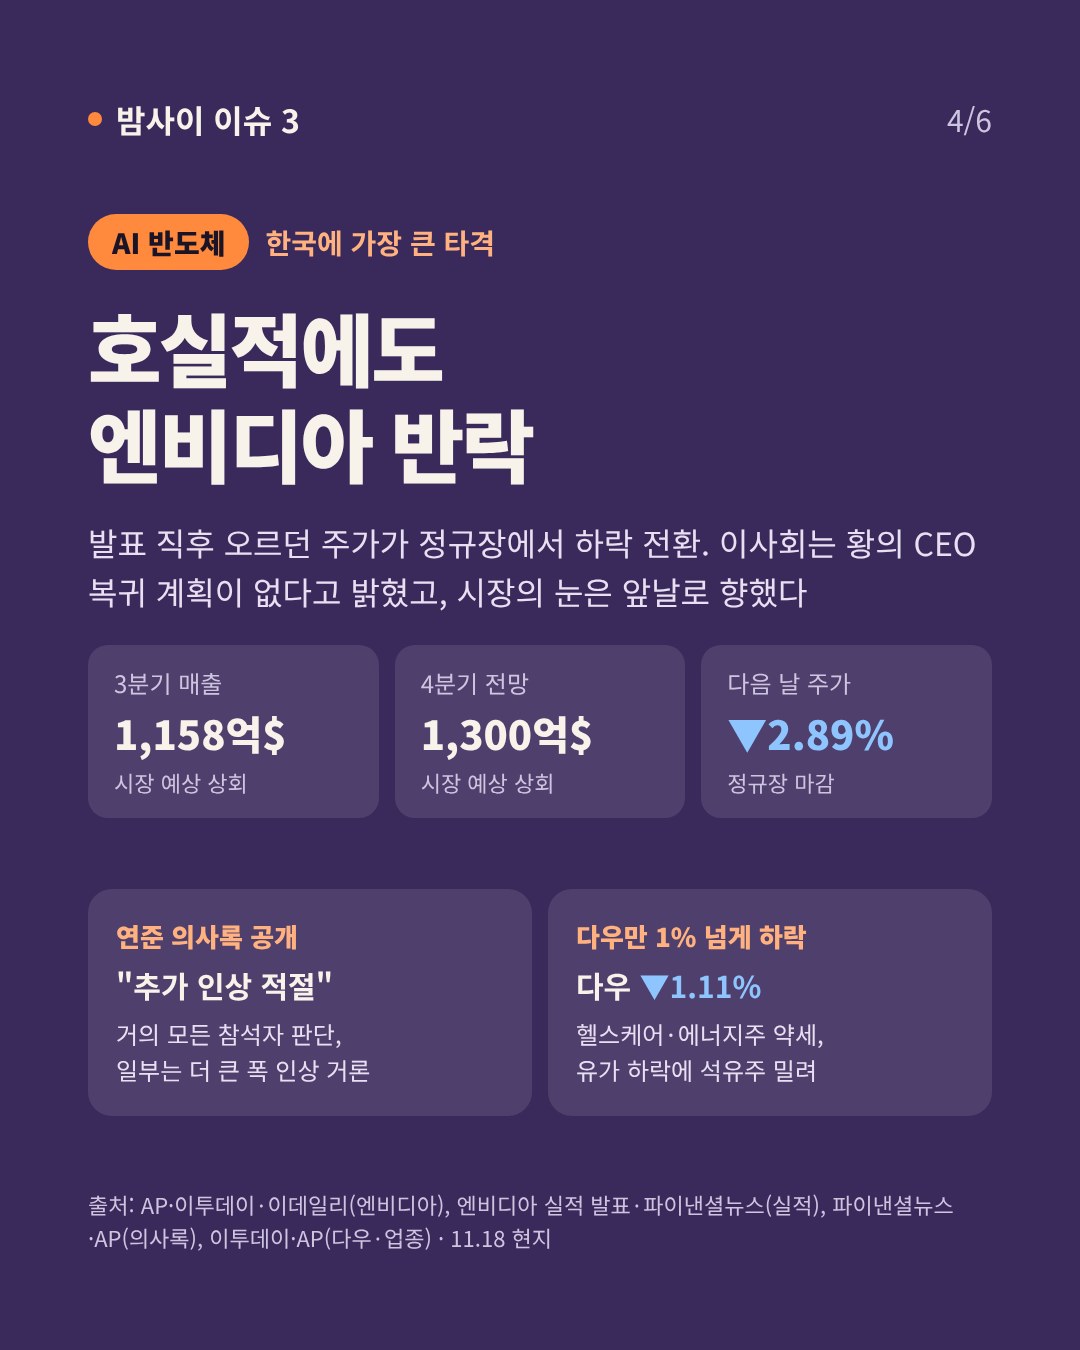 밤사이 이슈 3
4/6
AI 반도체 한국에 가장 큰 타격
호실적에도
엔비디아 반락
발표 직후 오르던 주가가 정규장에서 하락 전환. 이사회는 황의 CEO
복귀 계획이 없다고 밝혔고, 시장의 눈은 앞날로 향했다
3분기 매출
1,158억$
시장 예상 상회
4분기 전망
1,300억$
시장 예상 상회
다음 날 주가
▼2.89%
정규장 마감
연준 의사록 공개
"추가 인상 적절"
거의 모든 참석자 판단,
일부는 더 큰 폭 인상 거론
다우만 1% 넘게 하락
다우 ▼1.11%
헬스케어·에너지주 약세,
유가 하락에 석유주 밀려
출처: AP·이투데이·이데일리(엔비디아), 엔비디아 실적 발표·파이낸셜뉴스(실적), 파이낸셜뉴스
·AP(의사록), 이투데이·AP(다우·업종) · 11.18 현지